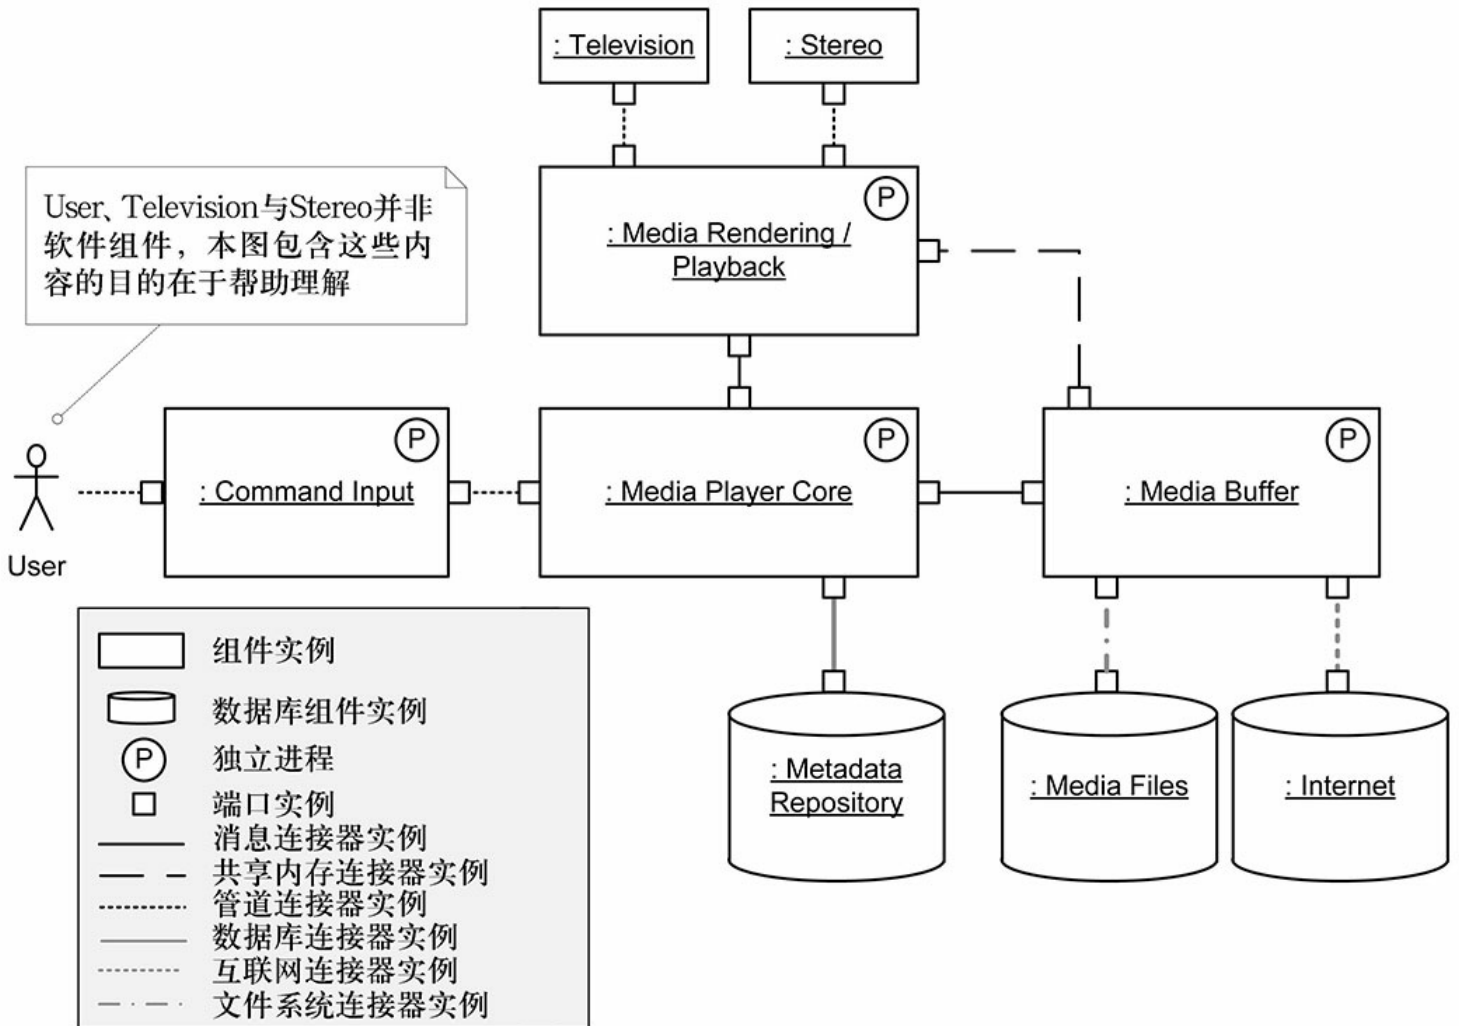 : Television
: Stereo
User、Television与Stereo并非
软件组件，本图包含这些内
容的目的在于帮助理解
P
: Media Rendering /
Playback
P
: Command Input
P
: Media Player Core
P
: Media Buffer
User
: Metadata
Repository
: Media Files
: Internet
组件实例
数据库组件实例
P
独立进程
端口实例
消息连接器实例
共享内存连接器实例
管道连接器实例
数据库连接器实例
互联网连接器实例
文件系统连接器实例